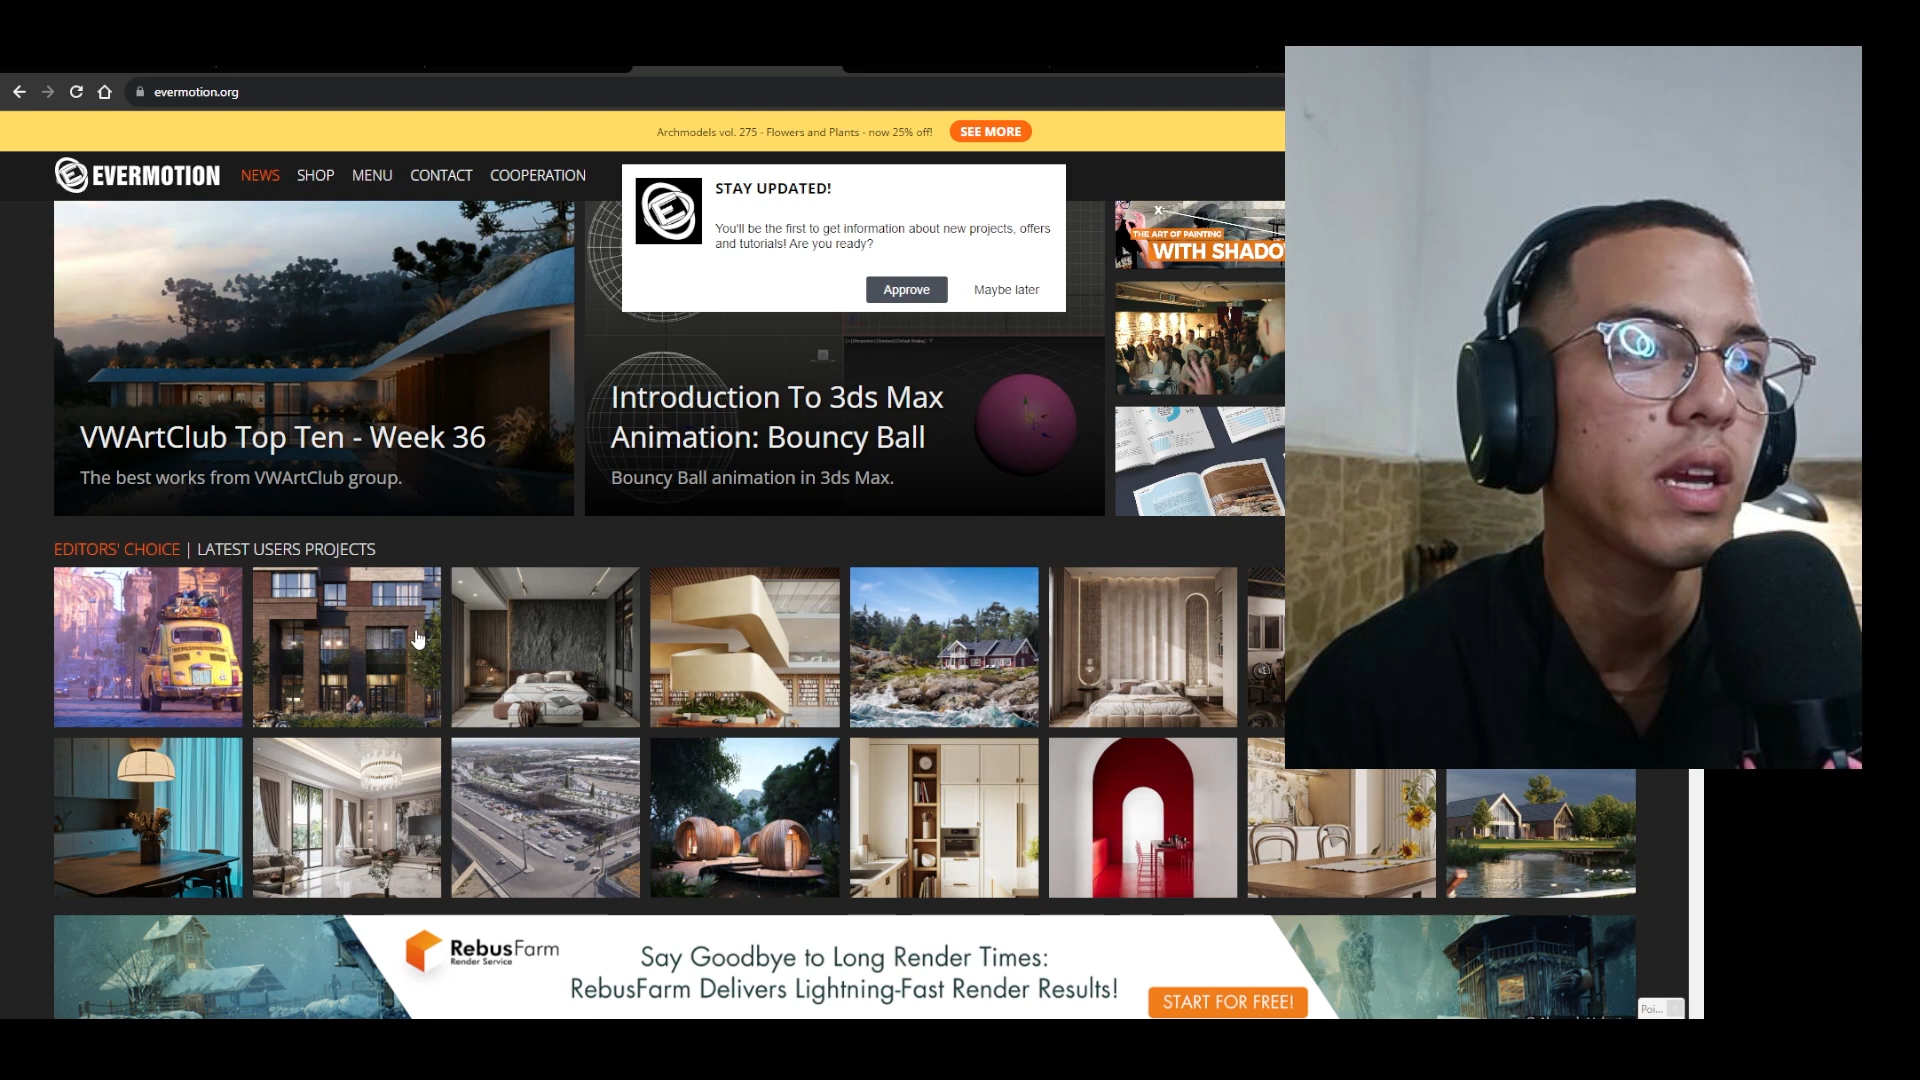 evermotion.org
Archmodels vol. 275 - Flowers and Plants - now 25% off!
SEE MORE
EVERMOTION
NEWS
SHOP
MENU
CONTACT
COOPERATION
STAY UPDATED!
You'll be the first to get information about new projects, offers
and tutorials! Are you ready?
Approve
Maybe later
THE ART OF PAINTING
WITH SHADO
VWArtClub Top Ten - Week 36
The best works from VWArtClub group.
Introduction To 3ds Max
Animation: Bouncy Ball
Bouncy Ball animation in 3ds Max.
EDITORS' CHOICE | LATEST USERS PROJECTS
RebusFarm
Render Service
Say Goodbye to Long Render Times:
RebusFarm Delivers Lightning-Fast Render Results!
START FOR FREE!
Poi...